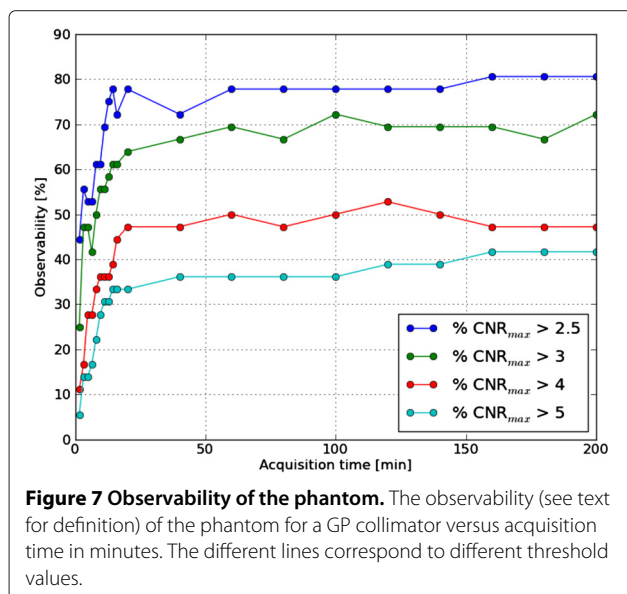 90
80
70
60
50
40
30
20
10
0
Observability [%]
% CNRmax > 2.5
% CNRmax > 3
% CNRmax > 4
% CNRmax > 5
0 50 100 150 200
Acquisition time [min]
Figure 7 Observability of the phantom. The observability (see text
for definition) of the phantom for a GP collimator versus acquisition
time in minutes. The different lines correspond to different threshold
values.